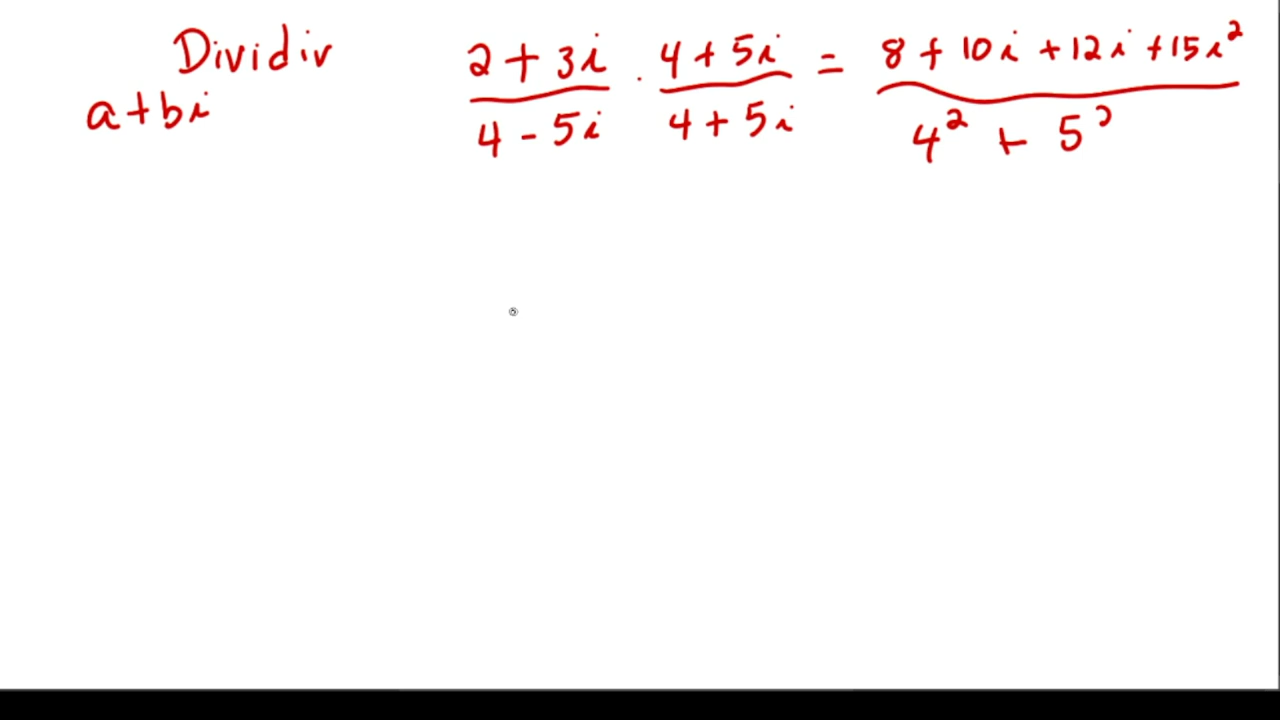 Dividir
a+bi
2 + 3i / 4 - 5i · 4 + 5i / 4 + 5i = 8 + 10i + 12i + 15i² / 4² + 5²